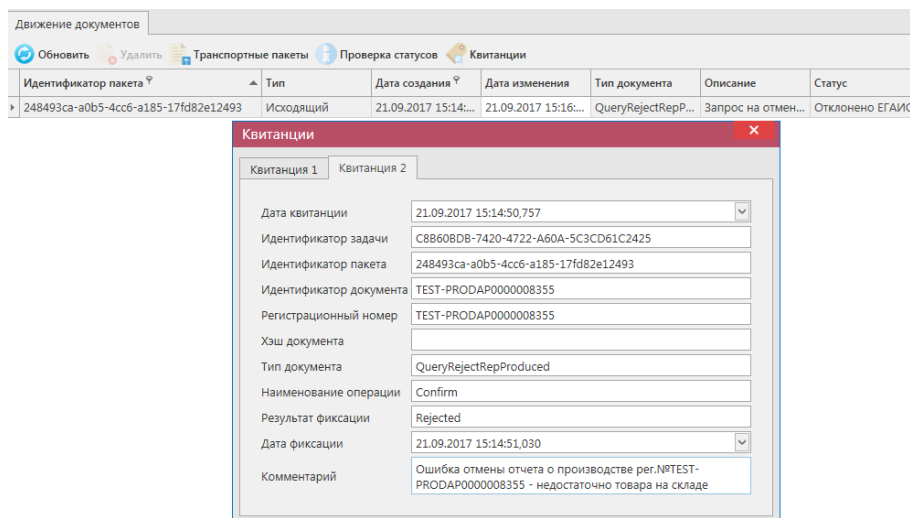 Движение документов
Обновить Удалить Транспортные пакеты Проверка статусов Квитанции
Идентификатор пакета Тип Дата создания Дата изменения Тип документа Описание Статус
248493ca-a0b5-4cc6-a185-17fd82e12493 Исходящий 21.09.2017 15:14:... 21.09.2017 15:16:... QueryRejectRepP... Запрос на отмен... Отклонено ЕГАИС
Квитанции
Квитанция 1 Квитанция 2
Дата квитанции 21.09.2017 15:14:50,757
Идентификатор задачи C8B60BDB-7420-4722-A60A-5C3CD61C2425
Идентификатор пакета 248493ca-a0b5-4cc6-a185-17fd82e12493
Идентификатор документа TEST-PRODAP0000008355
Регистрационный номер TEST-PRODAP0000008355
Хэш документа
Тип документа QueryRejectRepProduced
Наименование операции Confirm
Результат фиксации Rejected
Дата фиксации 21.09.2017 15:14:51,030
Комментарий Ошибка отмены отчета о производстве рег.№TEST-
PRODAP0000008355 - недостаточно товара на складе